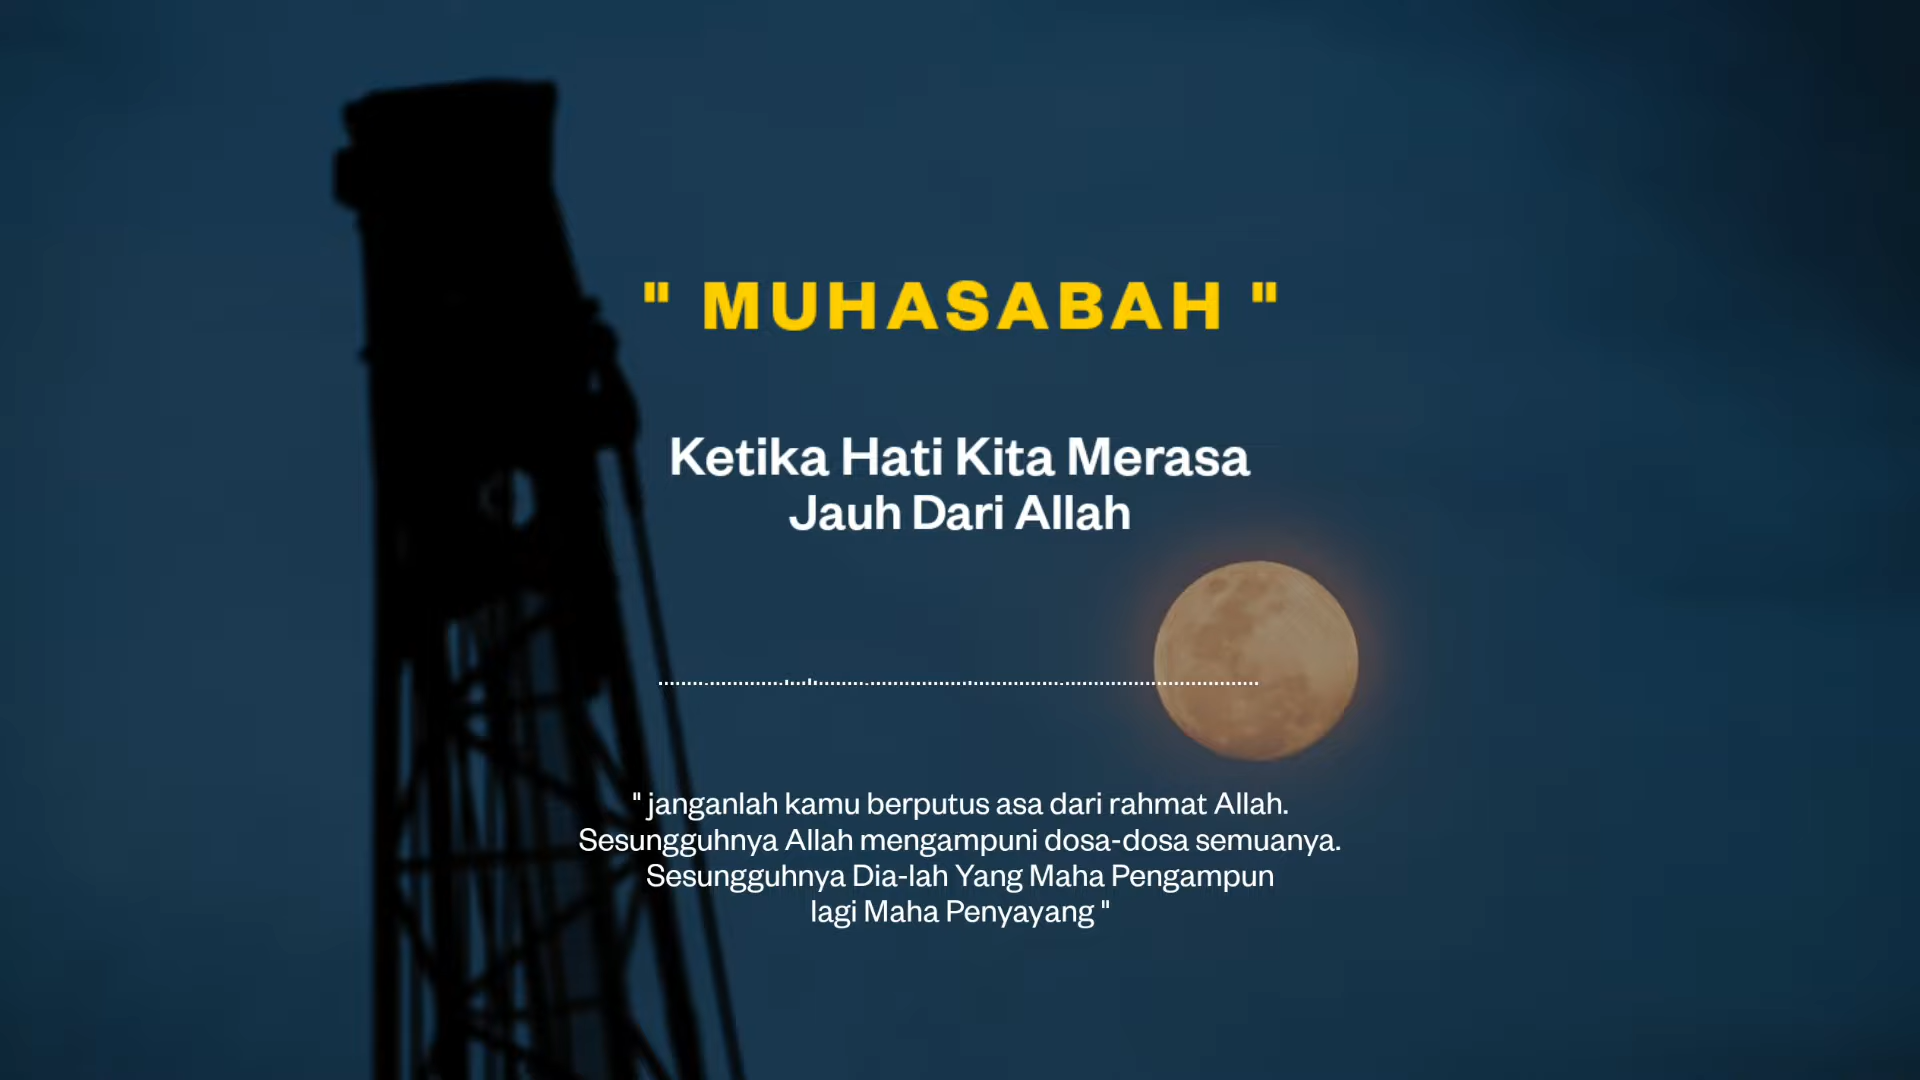 " MUHASABAH "
Ketika Hati Kita Merasa
Jauh Dari Allah
" janganlah kamu berputus asa dari rahmat Allah.
Sesungguhnya Allah mengampuni dosa-dosa semuanya.
Sesungguhnya Dia-lah Yang Maha Pengampun
lagi Maha Penyayang "